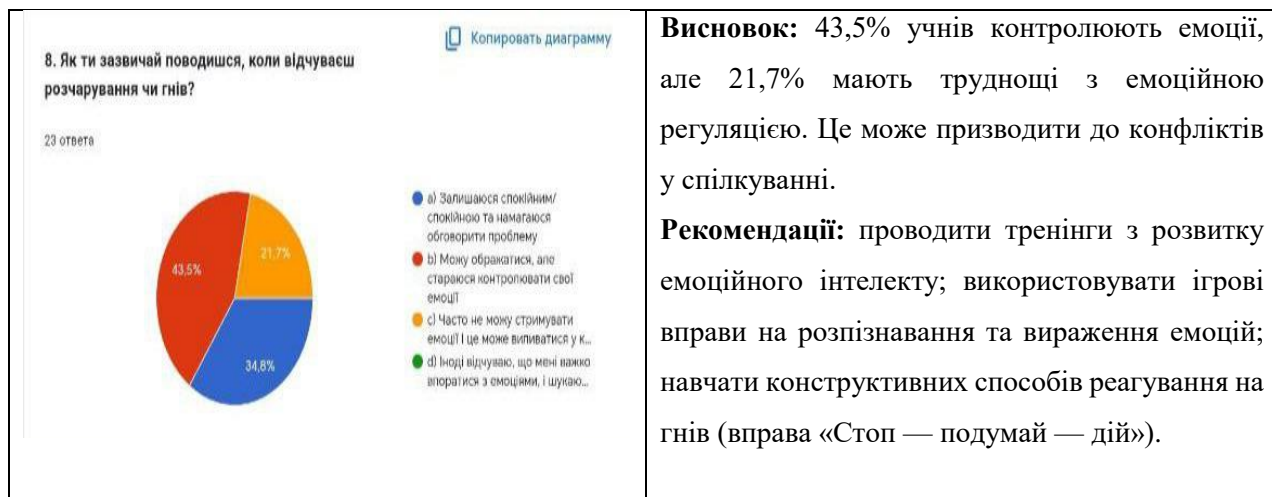 Копировать диаграмму
8. Як ти зазвичай поводишся, коли відчуваєш
розчарування чи гнів?
23 ответа
43,5%
21,7%
34,8%
a) Залишаюся спокійним/
спокійною та намагаюся
обговорити проблему
b) Можу ображатися, але
стараюся контролювати свої
емоції
c) Часто не можу стримувати
емоції і це може виливатися у к...
d) Іноді відчуваю, що мені важко
впоратися з емоціями, і шукаю...
Висновок: 43,5% учнів контролюють емоції,
але 21,7% мають труднощі з емоційною
регуляцією. Це може призводити до конфліктів
у спілкуванні.
Рекомендації: проводити тренінги з розвитку
емоційного інтелекту; використовувати ігрові
вправи на розпізнавання та вираження емоцій;
навчати конструктивних способів реагування на
гнів (вправа «Стоп — подумай — дій»).